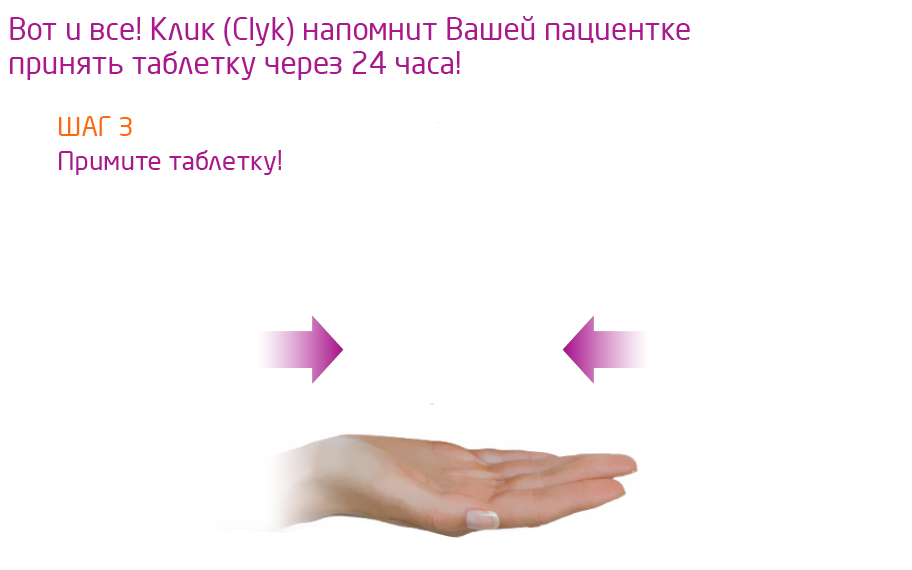 Вот и все! Клик (Clyk) напомнит Вашей пациентке
принять таблетку через 24 часа!
ШАГ 3
Примите таблетку!